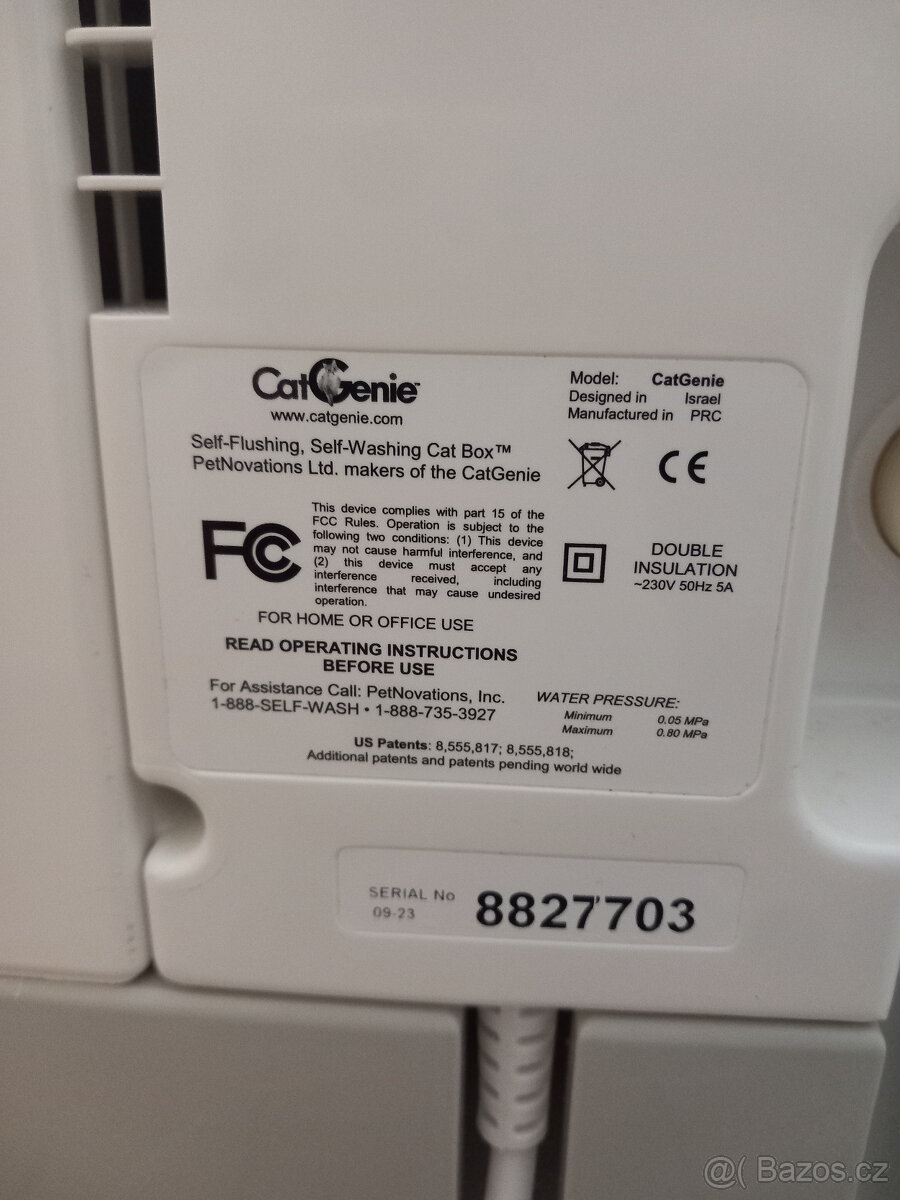 CatGenie
www.catgenie.com
Self-Flushing, Self-Washing Cat Box™
PetNovations Ltd. makers of the CatGenie
Model: CatGenie
Designed in Israel
Manufactured in PRC
CE
FC
This device complies with part 15 of the
FCC Rules. Operation is subject to the
following two conditions: (1) This device
may not cause harmful interference, and
(2) this device must accept any
interference received, including
interference that may cause undesired
operation.
DOUBLE
INSULATION
~230V 50Hz 5A
FOR HOME OR OFFICE USE
READ OPERATING INSTRUCTIONS
BEFORE USE
For Assistance Call: PetNovations, Inc.
1-888-SELF-WASH • 1-888-735-3927
WATER PRESSURE:
Minimum 0.05 MPa
Maximum 0.80 MPa
US Patents: 8,555,817; 8,555,818;
Additional patents and patents pending world wide
SERIAL No
09-23
8827703
@( Bazos.cz